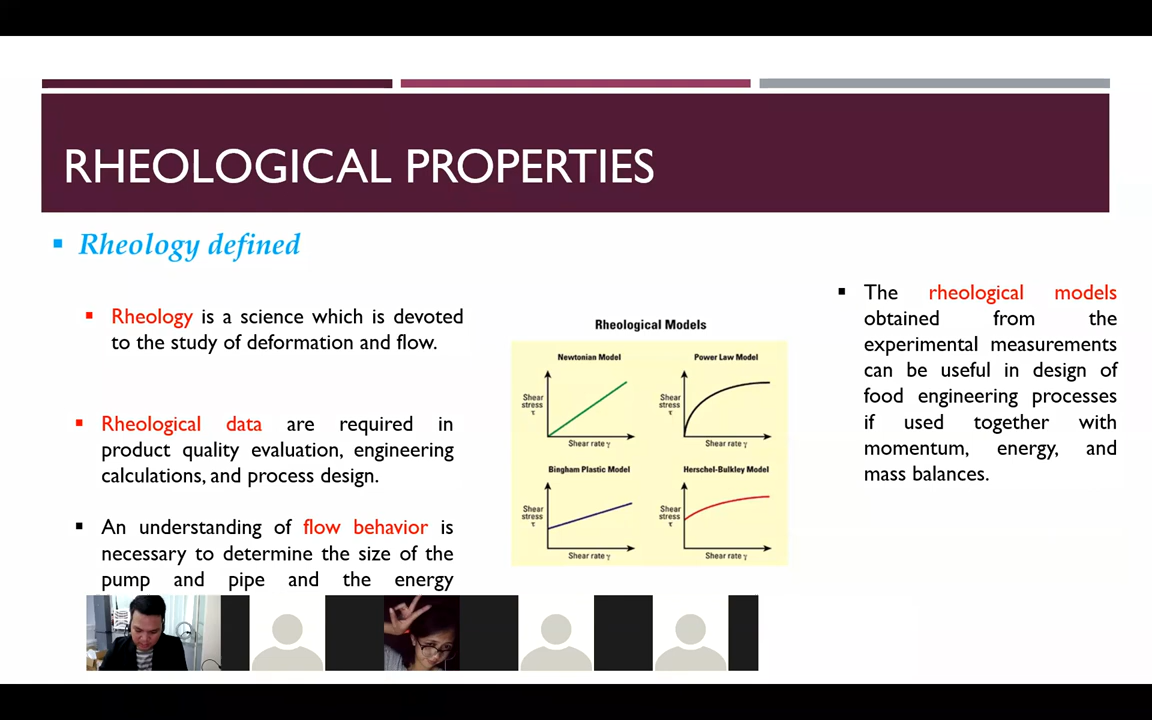 RHEOLOGICAL PROPERTIES
▪ Rheology defined
▪ Rheology is a science which is devoted
to the study of deformation and flow.
▪ Rheological data are required in
product quality evaluation, engineering
calculations, and process design.
▪ An understanding of flow behavior is
necessary to determine the size of the
pump and pipe and the energy
Rheological Models
Newtonian Model
Shear
stress
τ
Shear rate γ
Power Law Model
Shear
stress
τ
Shear rate γ
Bingham Plastic Model
Shear
stress
τ
Shear rate γ
Herschel-Bulkley Model
Shear
stress
τ
Shear rate γ
▪ The rheological models
obtained from the
experimental measurements
can be useful in design of
food engineering processes
if used together with
momentum, energy, and
mass balances.